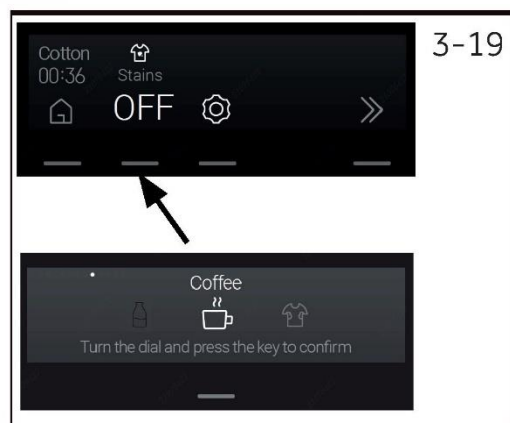 3-19
Cotton
00:36
Stains
OFF
Coffee
Turn the dial and press the key to confirm